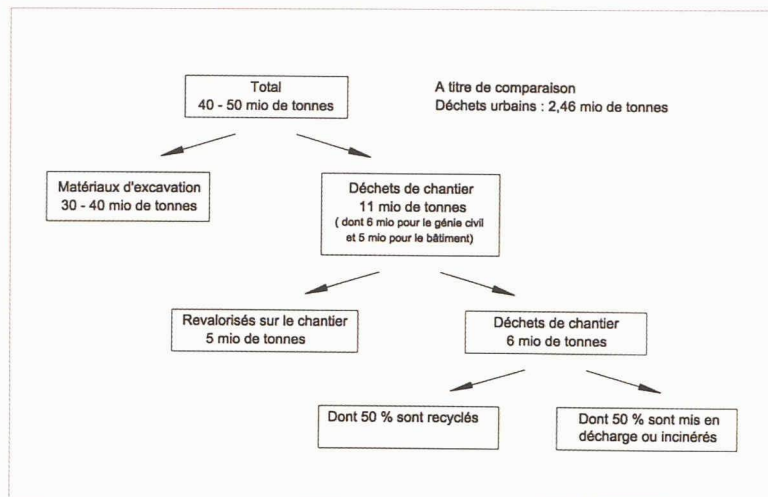 Total
40 - 50 mio de tonnes
A titre de comparaison
Déchets urbains : 2,46 mio de tonnes
Matériaux d'excavation
30 - 40 mio de tonnes
Déchets de chantier
11 mio de tonnes
( dont 6 mio pour le génie civil
et 5 mio pour le bâtiment)
Revalorisés sur le chantier
5 mio de tonnes
Déchets de chantier
6 mio de tonnes
Dont 50 % sont recyclés
Dont 50 % sont mis en
décharge ou incinérés